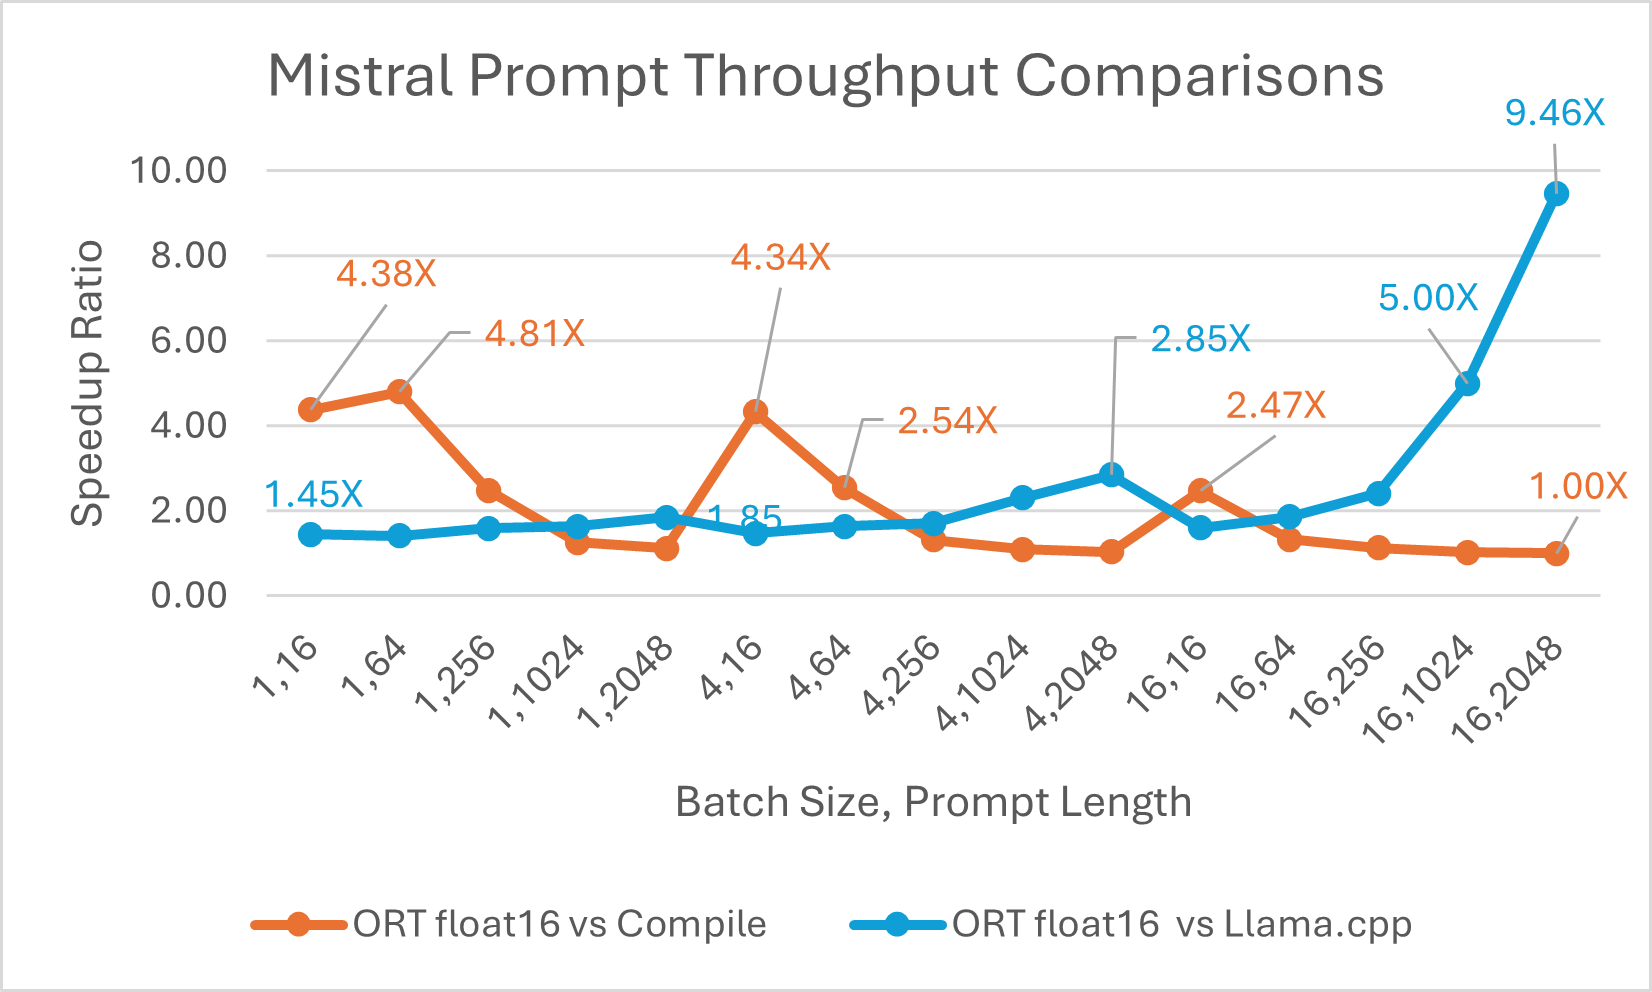 Mistral Prompt Throughput Comparisons
9.46X
10.00
8.00
6.00
4.00
2.00
0.00
Speedup Ratio
4.38X
4.81X
4.34X
2.54X
2.85X
2.47X
5.00X
1.00X
1.45X
1.85
1,16
1,64
1,256
1,1024
1,2048
4,16
4,64
4,256
4,1024
4,2048
16,16
16,64
16,256
16,1024
16,2048
Batch Size, Prompt Length
ORT float16 vs Compile
ORT float16 vs Llama.cpp